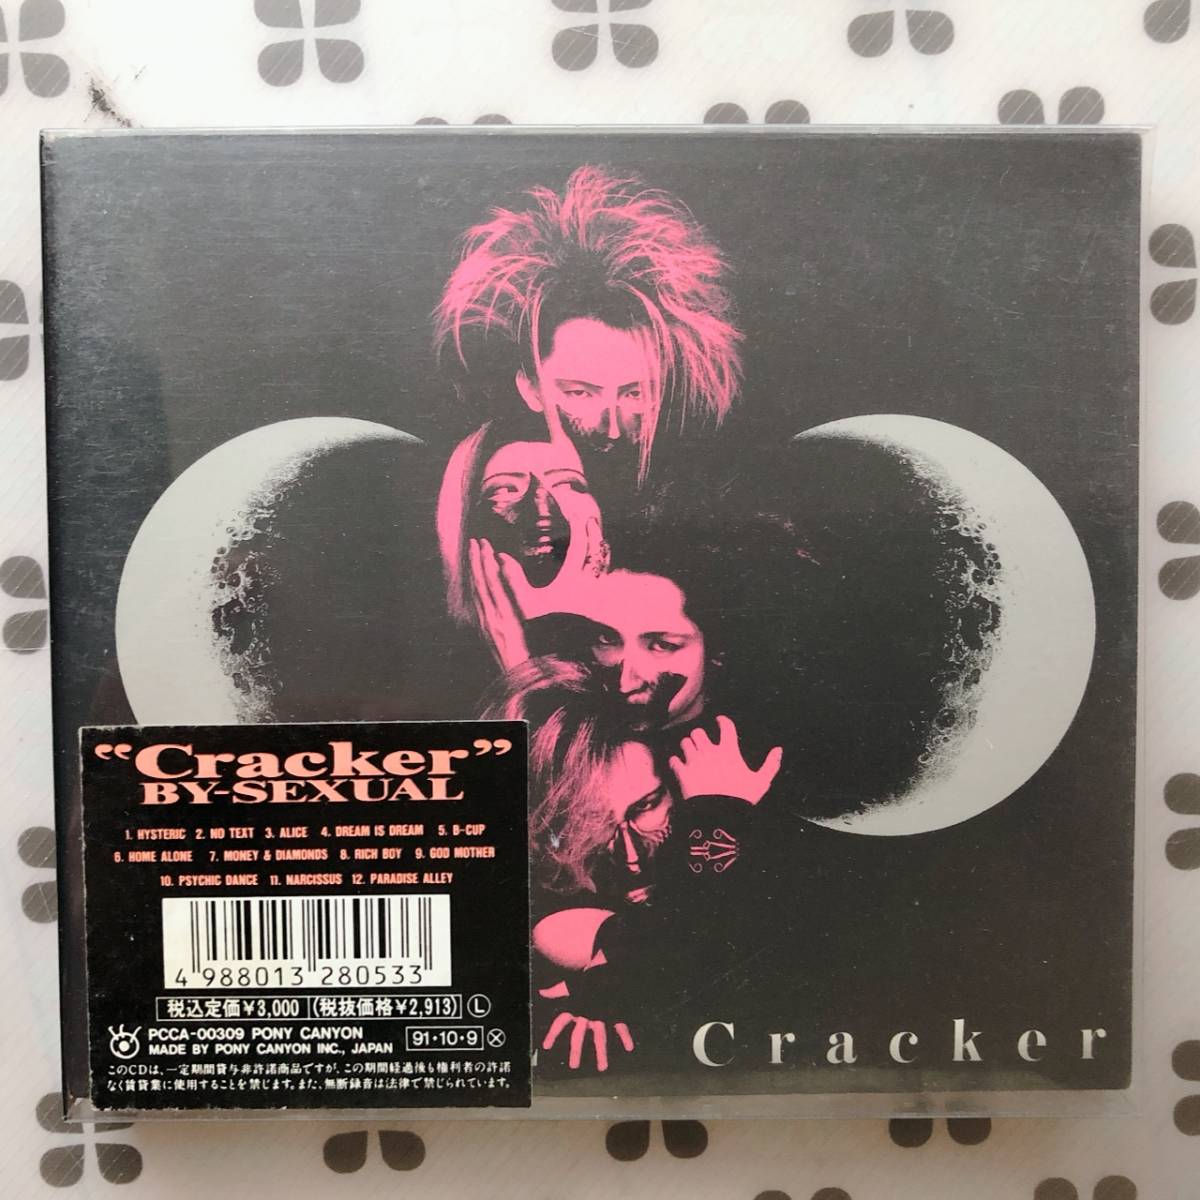 “Cracker”
BY-SEXUAL
1. HYSTERIC 2. NO TEXT 3. ALICE 4. DREAM IS DREAM 5. B-CUP
6. HOME ALONE 7. MONEY & DIAMONDS 8. RICH BOY 9. GOD MOTHER
10. PSYCHIC DANCE 11. NARCISSUS 12. PARADISE ALLEY
4 988013 280533
税込定価¥3,000 (税抜価格¥2,913) Ⓛ
PCCA-00309 PONY CANYON
MADE BY PONY CANYON INC., JAPAN 91・10・9 Ⓧ
このCDは、一定期間貸与非許諾商品ですが、この期間経過後も権利者の許諾
なく賃貸業に使用することを禁じます。また、無断録音は法律で禁じられています。
Cracker